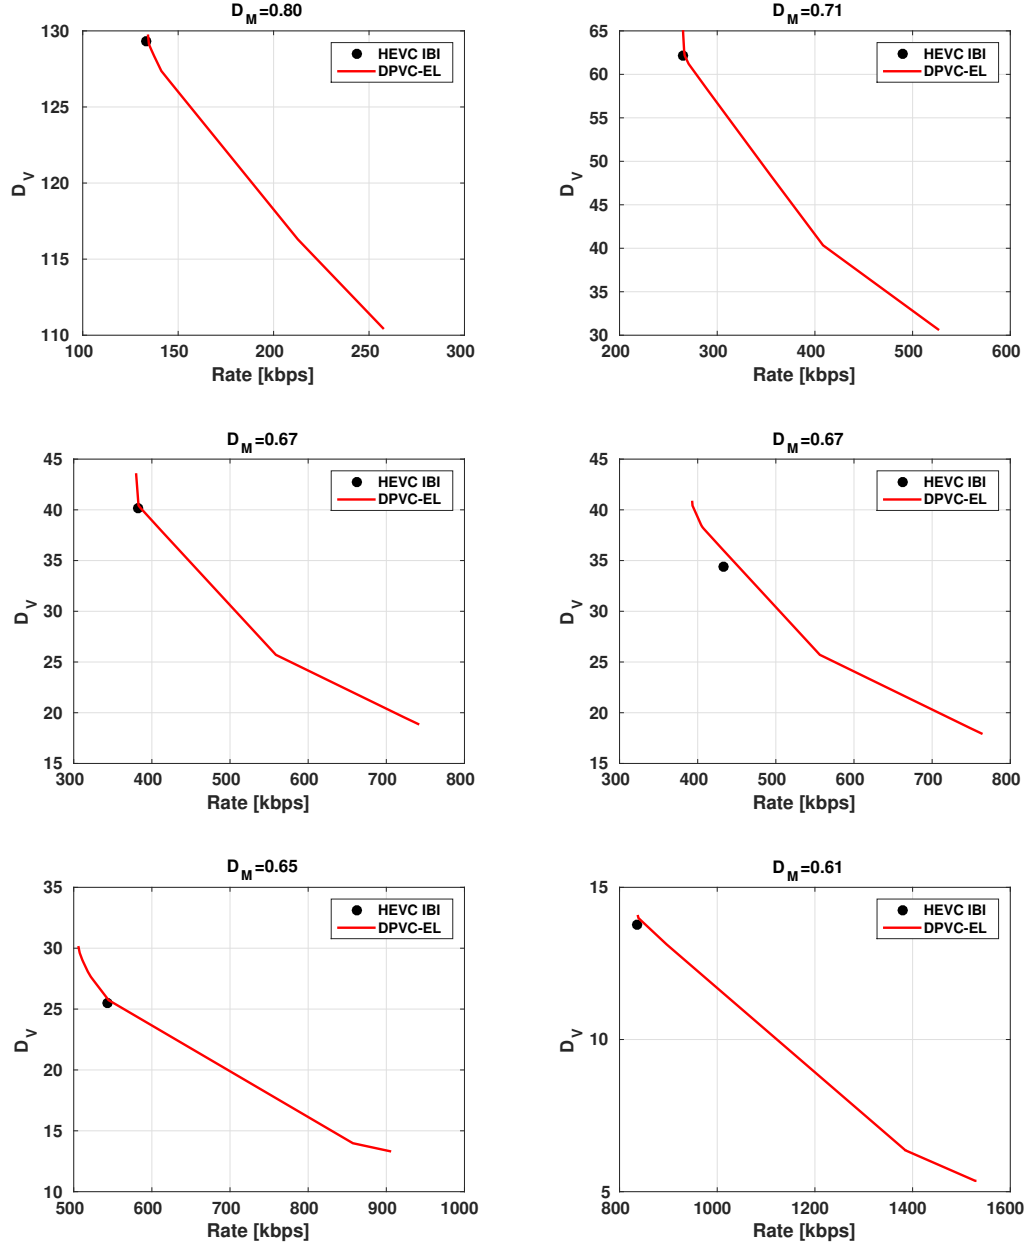 D_M=0.80
130
125
120
115
110
D_V
100 150 200 250 300
Rate [kbps]
HEVC IBI
DPVC-EL
D_M=0.71
65
60
55
50
45
40
35
30
D_V
200 300 400 500 600
Rate [kbps]
HEVC IBI
DPVC-EL
D_M=0.67
45
40
35
30
25
20
15
D_V
300 400 500 600 700 800
Rate [kbps]
HEVC IBI
DPVC-EL
D_M=0.67
45
40
35
30
25
20
15
D_V
300 400 500 600 700 800
Rate [kbps]
HEVC IBI
DPVC-EL
D_M=0.65
35
30
25
20
15
10
D_V
500 600 700 800 900 1000
Rate [kbps]
HEVC IBI
DPVC-EL
D_M=0.61
15
10
5
D_V
800 1000 1200 1400 1600
Rate [kbps]
HEVC IBI
DPVC-EL